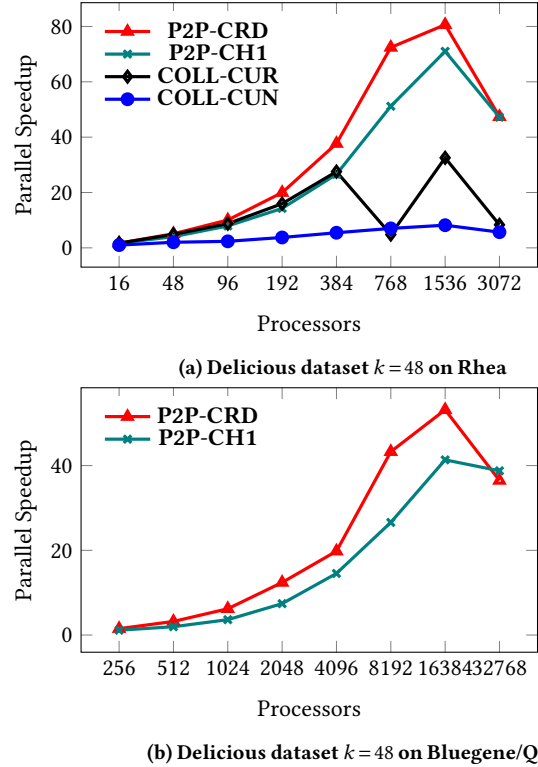 P2P-CRD
P2P-CH1
COLL-CUR
COLL-CUN
Parallel Speedup
80
60
40
20
0
16 48 96 192 384 768 1536 3072
Processors
(a) Delicious dataset k = 48 on Rhea
P2P-CRD
P2P-CH1
Parallel Speedup
40
20
0
256 512 1024 2048 4096 8192 16384 32768
Processors
(b) Delicious dataset k = 48 on Bluegene/Q